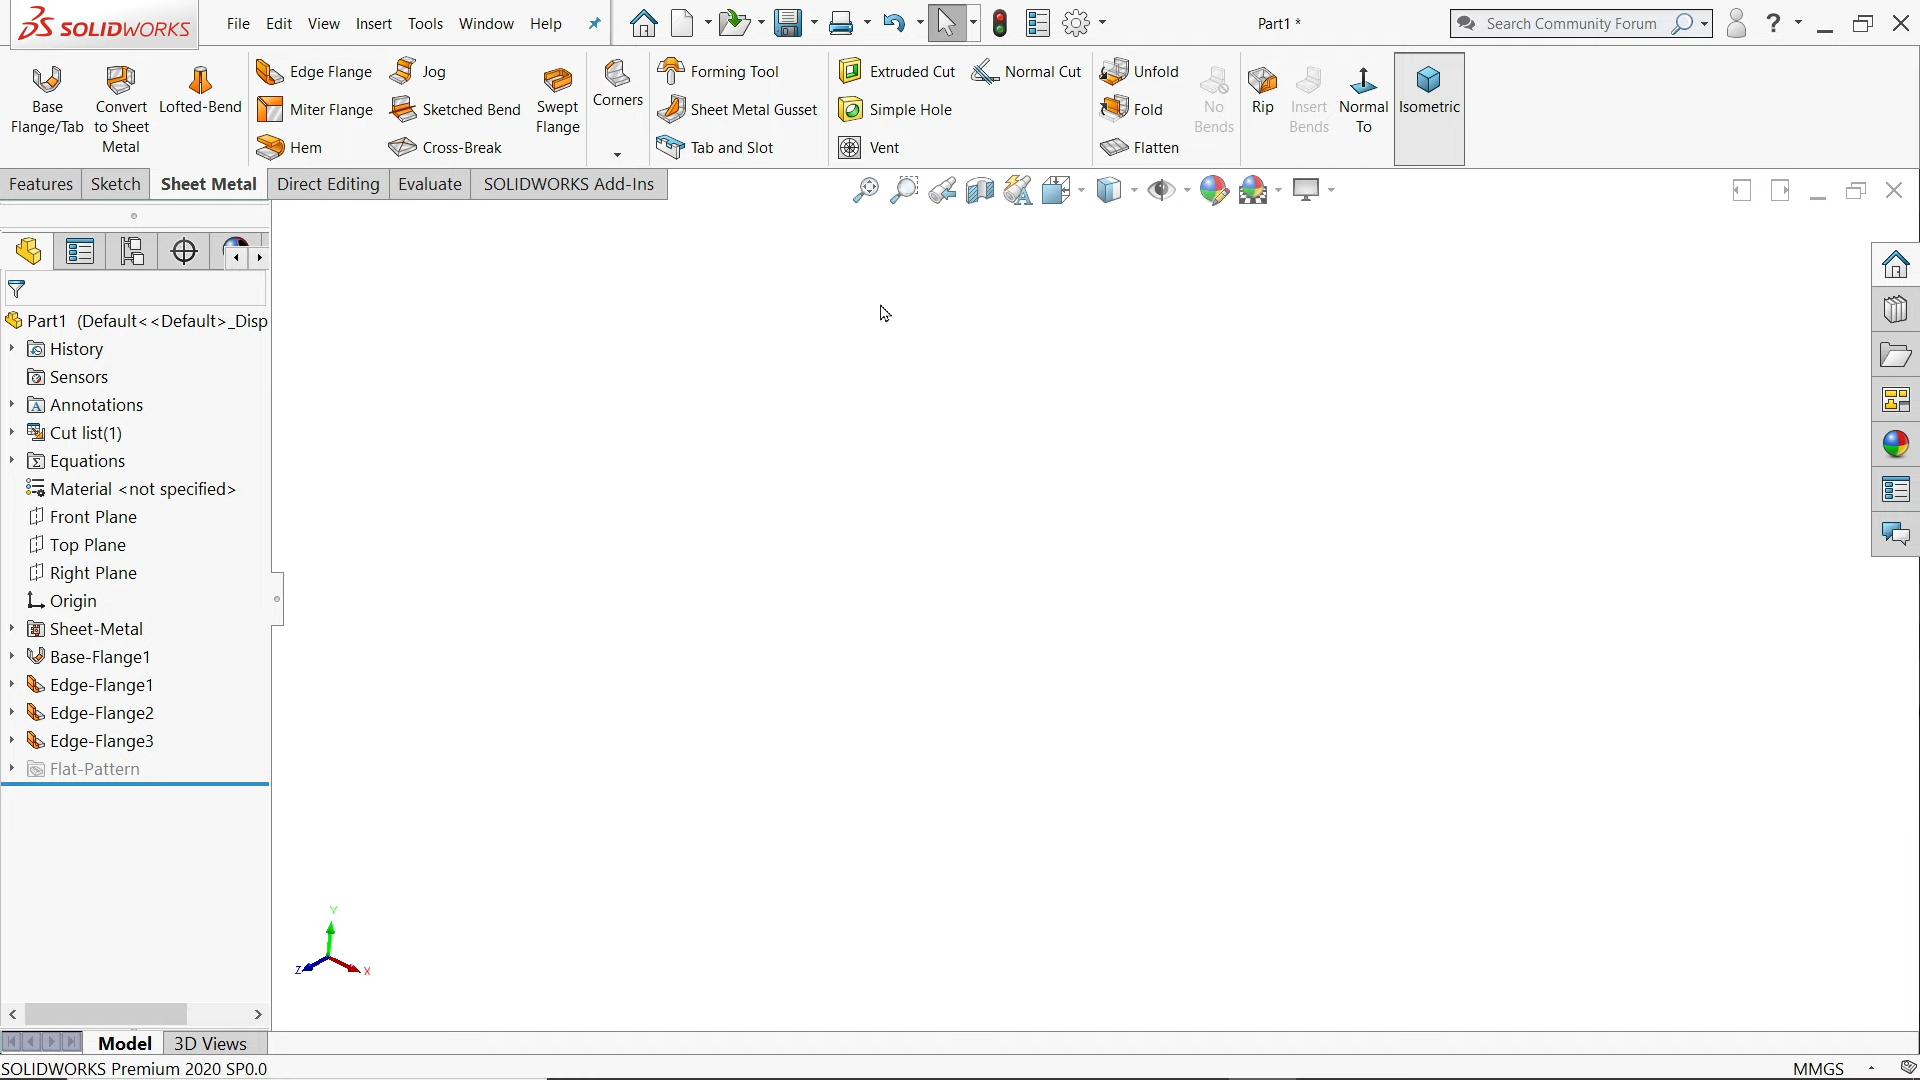 SOLIDWORKS
File Edit View Insert Tools Window Help
Part1 *
Search Community Forum
?
Base Flange/Tab
Convert to Sheet Metal
Lofted-Bend
Edge Flange
Miter Flange
Hem
Jog
Sketched Bend
Cross-Break
Swept Flange
Corners
Forming Tool
Sheet Metal Gusset
Tab and Slot
Extruded Cut
Simple Hole
Vent
Normal Cut
Unfold
Fold
Flatten
No Bends
Rip
Insert Bends
Normal To
Isometric
Features Sketch Sheet Metal Direct Editing Evaluate SOLIDWORKS Add-Ins
Part1 (Default<<Default>_Disp
History
Sensors
Annotations
Cut list(1)
Equations
Material <not specified>
Front Plane
Top Plane
Right Plane
Origin
Sheet-Metal
Base-Flange1
Edge-Flange1
Edge-Flange2
Edge-Flange3
Flat-Pattern
Y
Z
X
Model 3D Views
SOLIDWORKS Premium 2020 SP0.0
MMGS